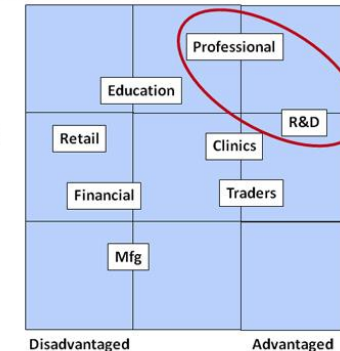 Professional
Education
R&D
Retail
Clinics
Financial
Traders
Mfg
Disadvantaged
Advantaged